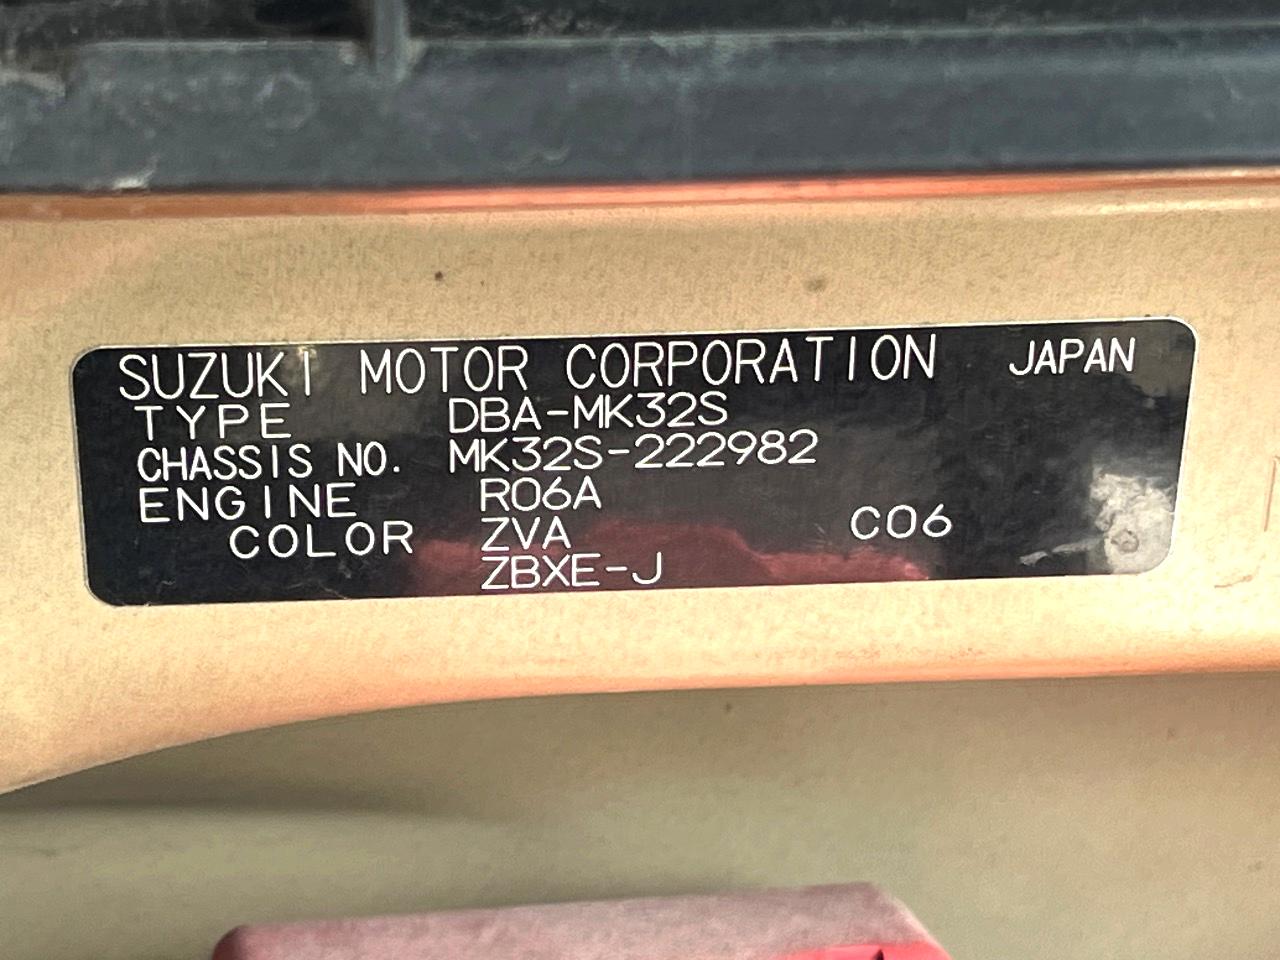 SUZUKI MOTOR CORPORATION JAPAN
TYPE DBA-MK32S
CHASSIS NO. MK32S-222982
ENGINE R06A
COLOR ZVA C06
ZBXE-J